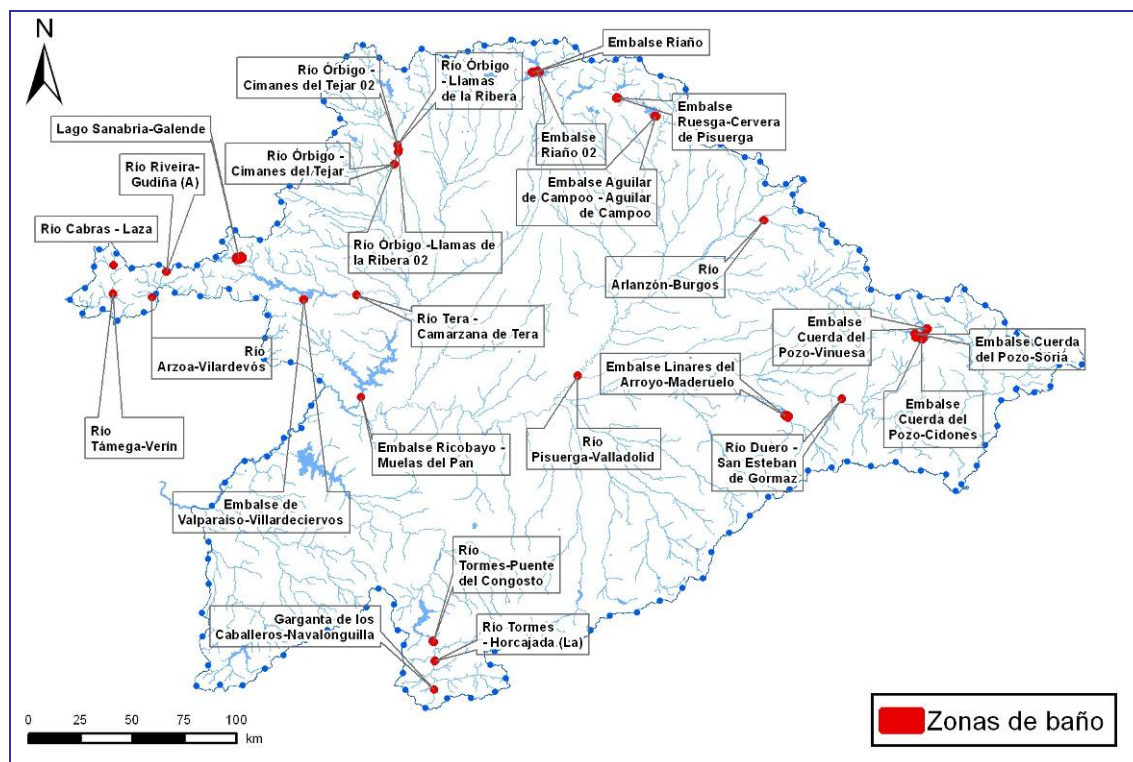 N
Embalse Riaño
Río Órbigo -
Cimanes del Tejar 02
Río Órbigo
- Llamas
de la Ribera
Embalse
Ruesga-Cervera
de Pisuerga
Lago Sanabria-Galende
Embalse
Riaño 02
Río Órbigo -
Cimanes del Tejar
Río Riveira-
Gudiña (A)
Embalse Aguilar
de Campoo - Aguilar
de Campoo
Río Cabras - Laza
Río Órbigo -Llamas de
la Ribera 02
Río
Arlanzón-Burgos
Río Tera -
Camarzana de Tera
Embalse
Cuerda del
Pozo-Vinuesa
Embalse Cuerda
del Pozo-Soriá
Río
Arzoa-Vilardevós
Embalse Linares del
Arroyo-Maderuelo
Embalse
Cuerda del
Pozo-Cidones
Río
Támega-Verín
Embalse Ricobayo -
Muelas del Pan
Río
Pisuerga-Valladolid
Río Duero -
San Esteban
de Gormaz
Embalse de
Valparaíso-Villardeciervos
Río
Tormes-Puente
del Congosto
Garganta de los
Caballeros-Navalonguilla
Río Tormes
- Horcajada (La)
0 25 50 75 100
km
Zonas de baño